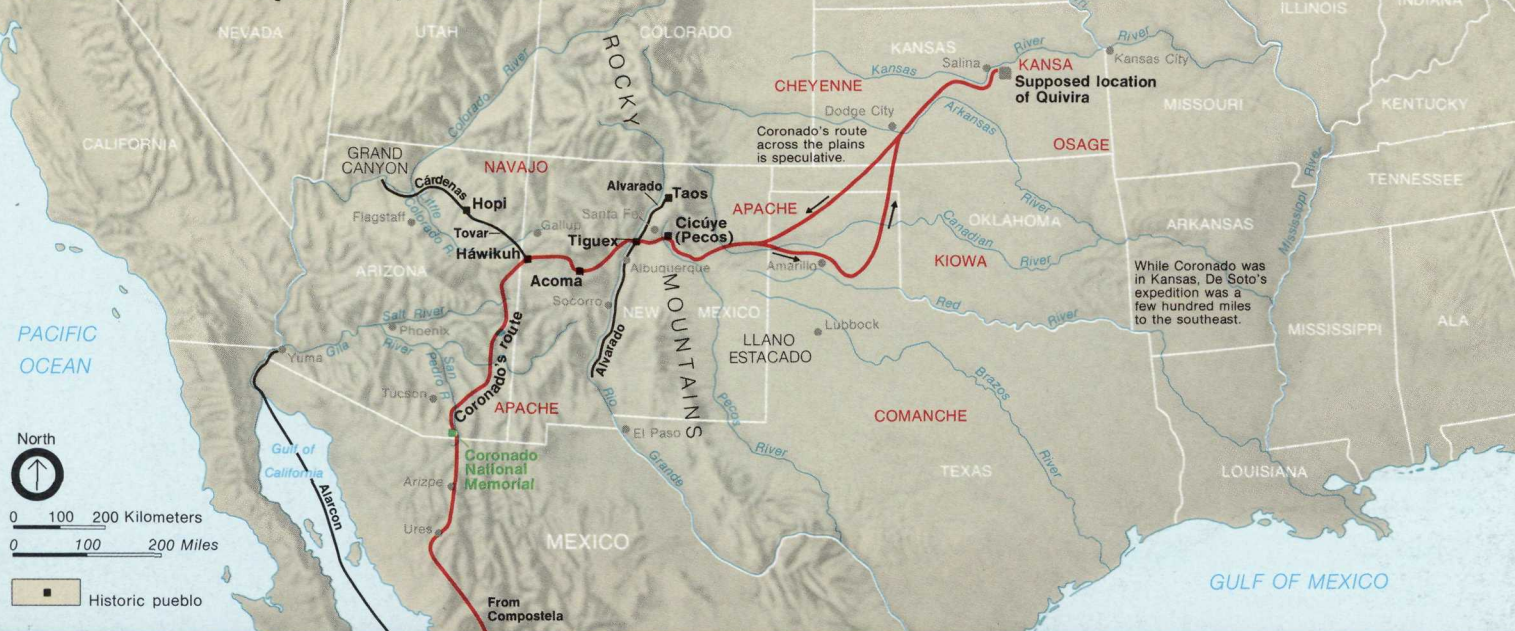 NEVADA
UTAH
COLORADO
ROCKY
MOUNTAINS
KANSAS
ILLINOIS
INDIANA
River
River
Kansas
River
Salina
KANSA
Kansas City
Supposed location
of Quivira
CHEYENNE
Dodge City
Arkansas
MISSOURI
KENTUCKY
CALIFORNIA
Colorado
River
Coronado's route
across the plains
is speculative.
OSAGE
GRAND
CANYON
NAVAJO
Cárdenas
Alvarado
Taos
Hopi
Little
Colorado R.
Flagstaff
Tovar
Gallup
Santa Fe
Cicúye
(Pecos)
APACHE
River
TENNESSEE
Mississippi
River
ARKANSAS
OKLAHOMA
Canadian
River
Tiguex
Háwikuh
Acoma
Albuquerque
Amarillo
KIOWA
ARIZONA
Socorro
NEW
MEXICO
Red
River
While Coronado was
in Kansas, De Soto's
expedition was a
few hundred miles
to the southeast.
Salt River
Phoenix
Gila
River
San
Pedro R.
Yuma
Coronado's route
Alvarado
LLANO
ESTACADO
Lubbock
MISSISSIPPI
ALA
PACIFIC
OCEAN
Tucson
APACHE
Rio
Grande
Pecos
River
Brazos
River
COMANCHE
El Paso
North
Gulf of
California
Alarcon
Coronado
National
Memorial
Arizpe
TEXAS
LOUISIANA
0 100 200 Kilometers
0 100 200 Miles
Ures
MEXICO
GULF OF MEXICO
Historic pueblo
From
Compostela